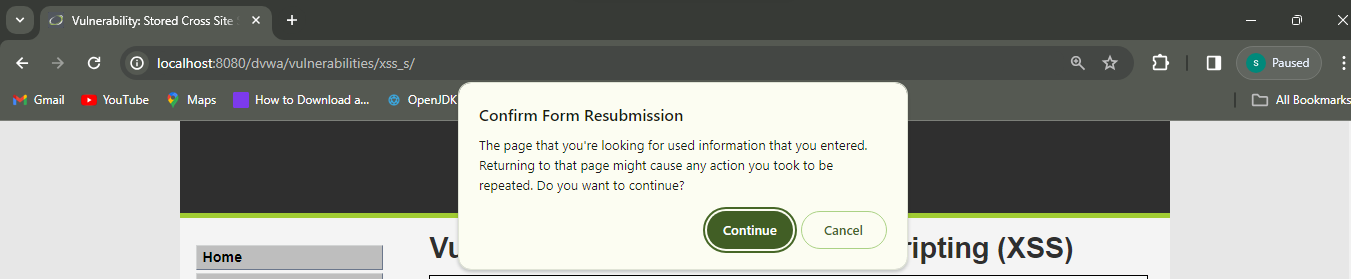 Vulnerability: Stored Cross Site
localhost:8080/dvwa/vulnerabilities/xss_s/
S Paused
Gmail YouTube Maps How to Download a... OpenJDK All Bookmarks
Confirm Form Resubmission
The page that you're looking for used information that you entered.
Returning to that page might cause any action you took to be
repeated. Do you want to continue?
Continue Cancel
Home
Vu ripting (XSS)